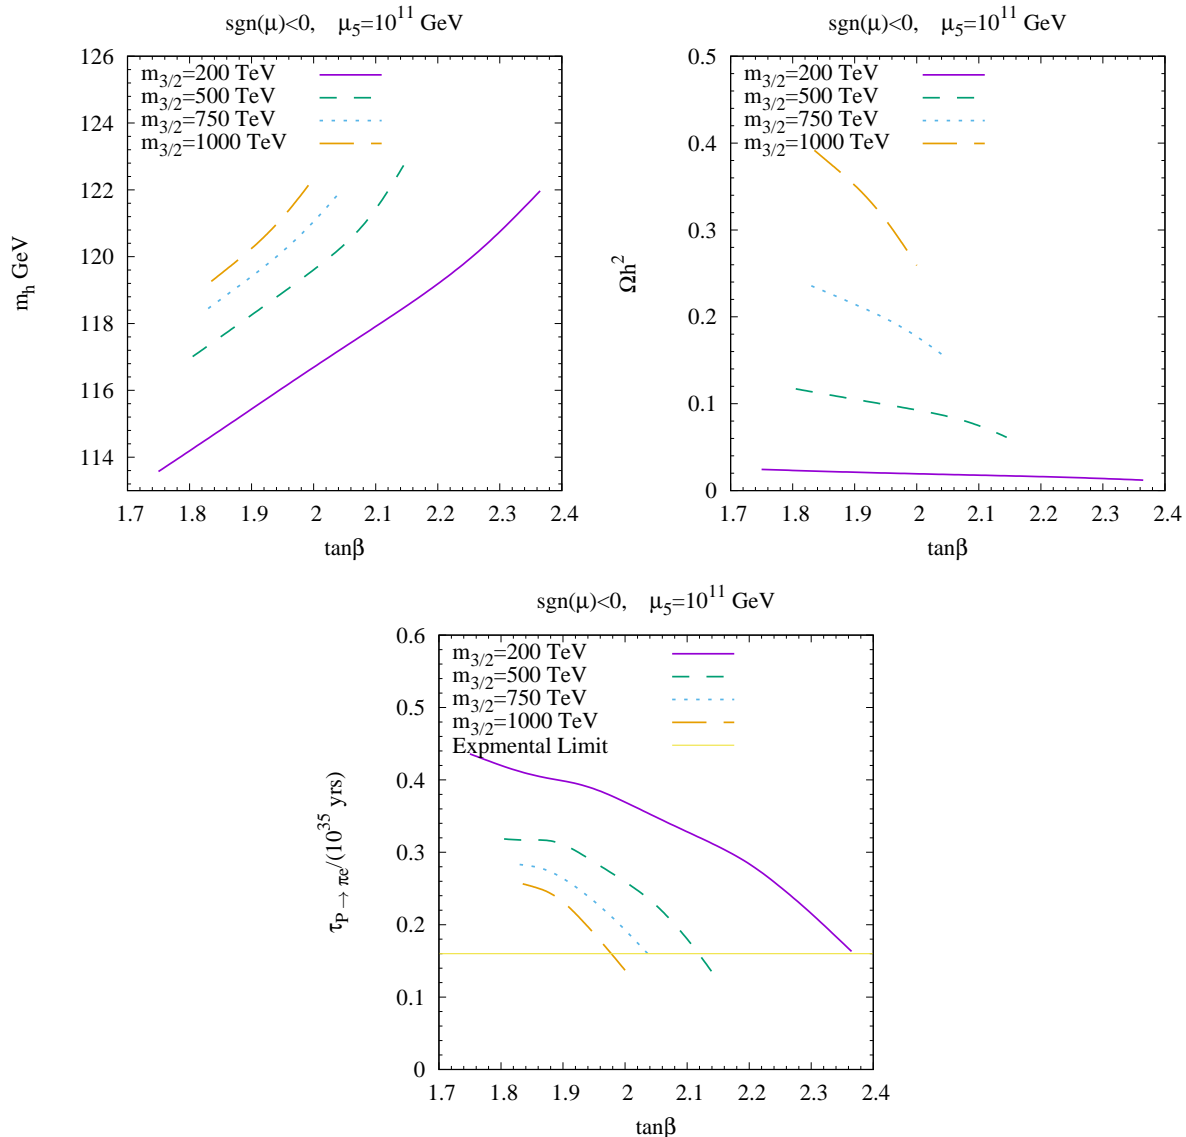 sgn(μ)<0, μ5=10^11 GeV
m3/2=200 TeV
m3/2=500 TeV
m3/2=750 TeV
m3/2=1000 TeV
126
124
122
120
118
116
114
mh GeV
1.7 1.8 1.9 2 2.1 2.2 2.3 2.4
tanβ
sgn(μ)<0, μ5=10^11 GeV
m3/2=200 TeV
m3/2=500 TeV
m3/2=750 TeV
m3/2=1000 TeV
0.5
0.4
0.3
0.2
0.1
0
Ωh^2
1.7 1.8 1.9 2 2.1 2.2 2.3 2.4
tanβ
sgn(μ)<0, μ5=10^11 GeV
m3/2=200 TeV
m3/2=500 TeV
m3/2=750 TeV
m3/2=1000 TeV
Expmental Limit
0.6
0.5
0.4
0.3
0.2
0.1
0
τP→πe/(10^35 yrs)
1.7 1.8 1.9 2 2.1 2.2 2.3 2.4
tanβ